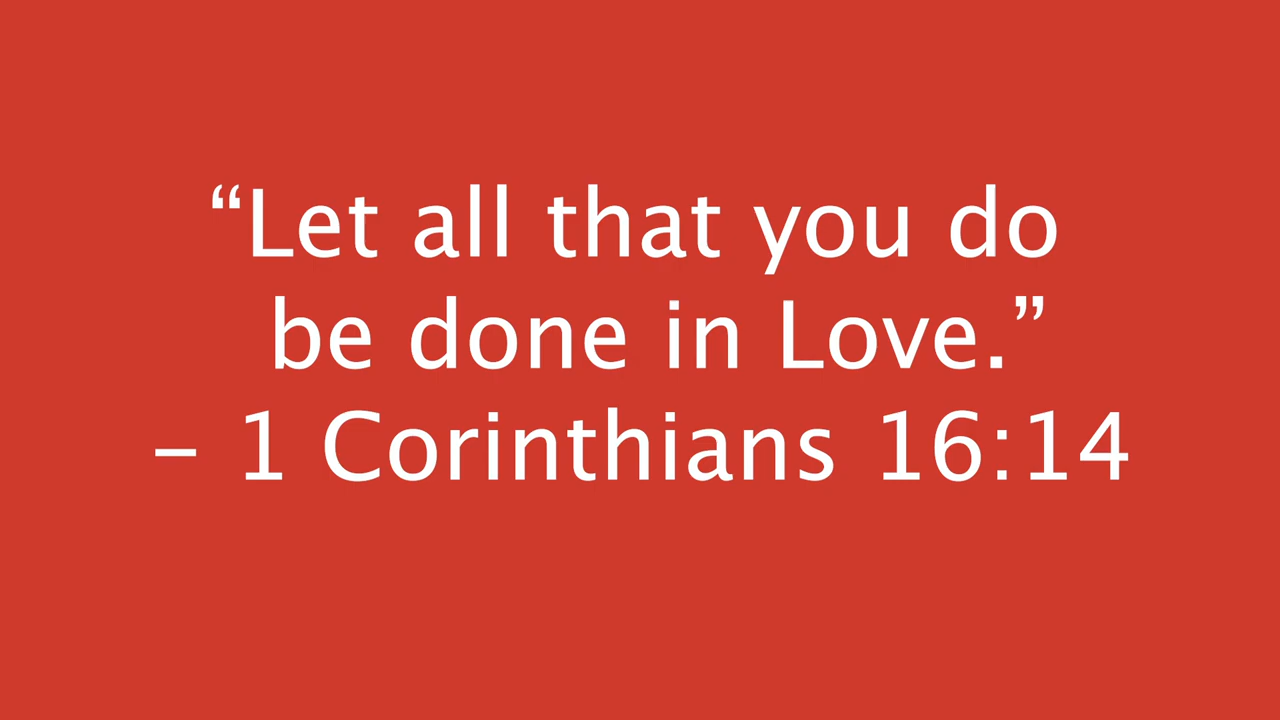 “Let all that you do
be done in Love.”
– 1 Corinthians 16:14